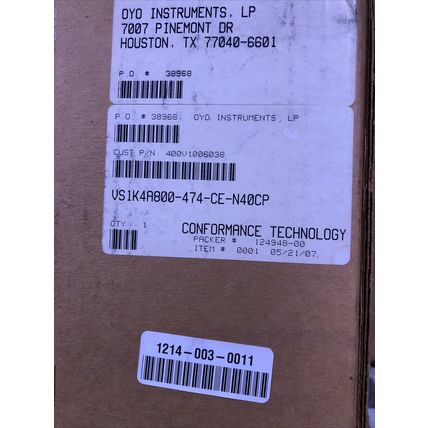 OYO INSTRUMENTS, LP
7007 PINEMONT DR
HOUSTON, TX 77040-6601
P.O. # 38968
P.O. # 38968 OYO INSTRUMENTS, LP
CUST P/N 400V1006038
VS1K4A800-474-CE-N40CP
QTY 1
CONFORMANCE TECHNOLOGY
PACKER # 124948-00
ITEM # 0001 05/21/07.
1214-003-0011